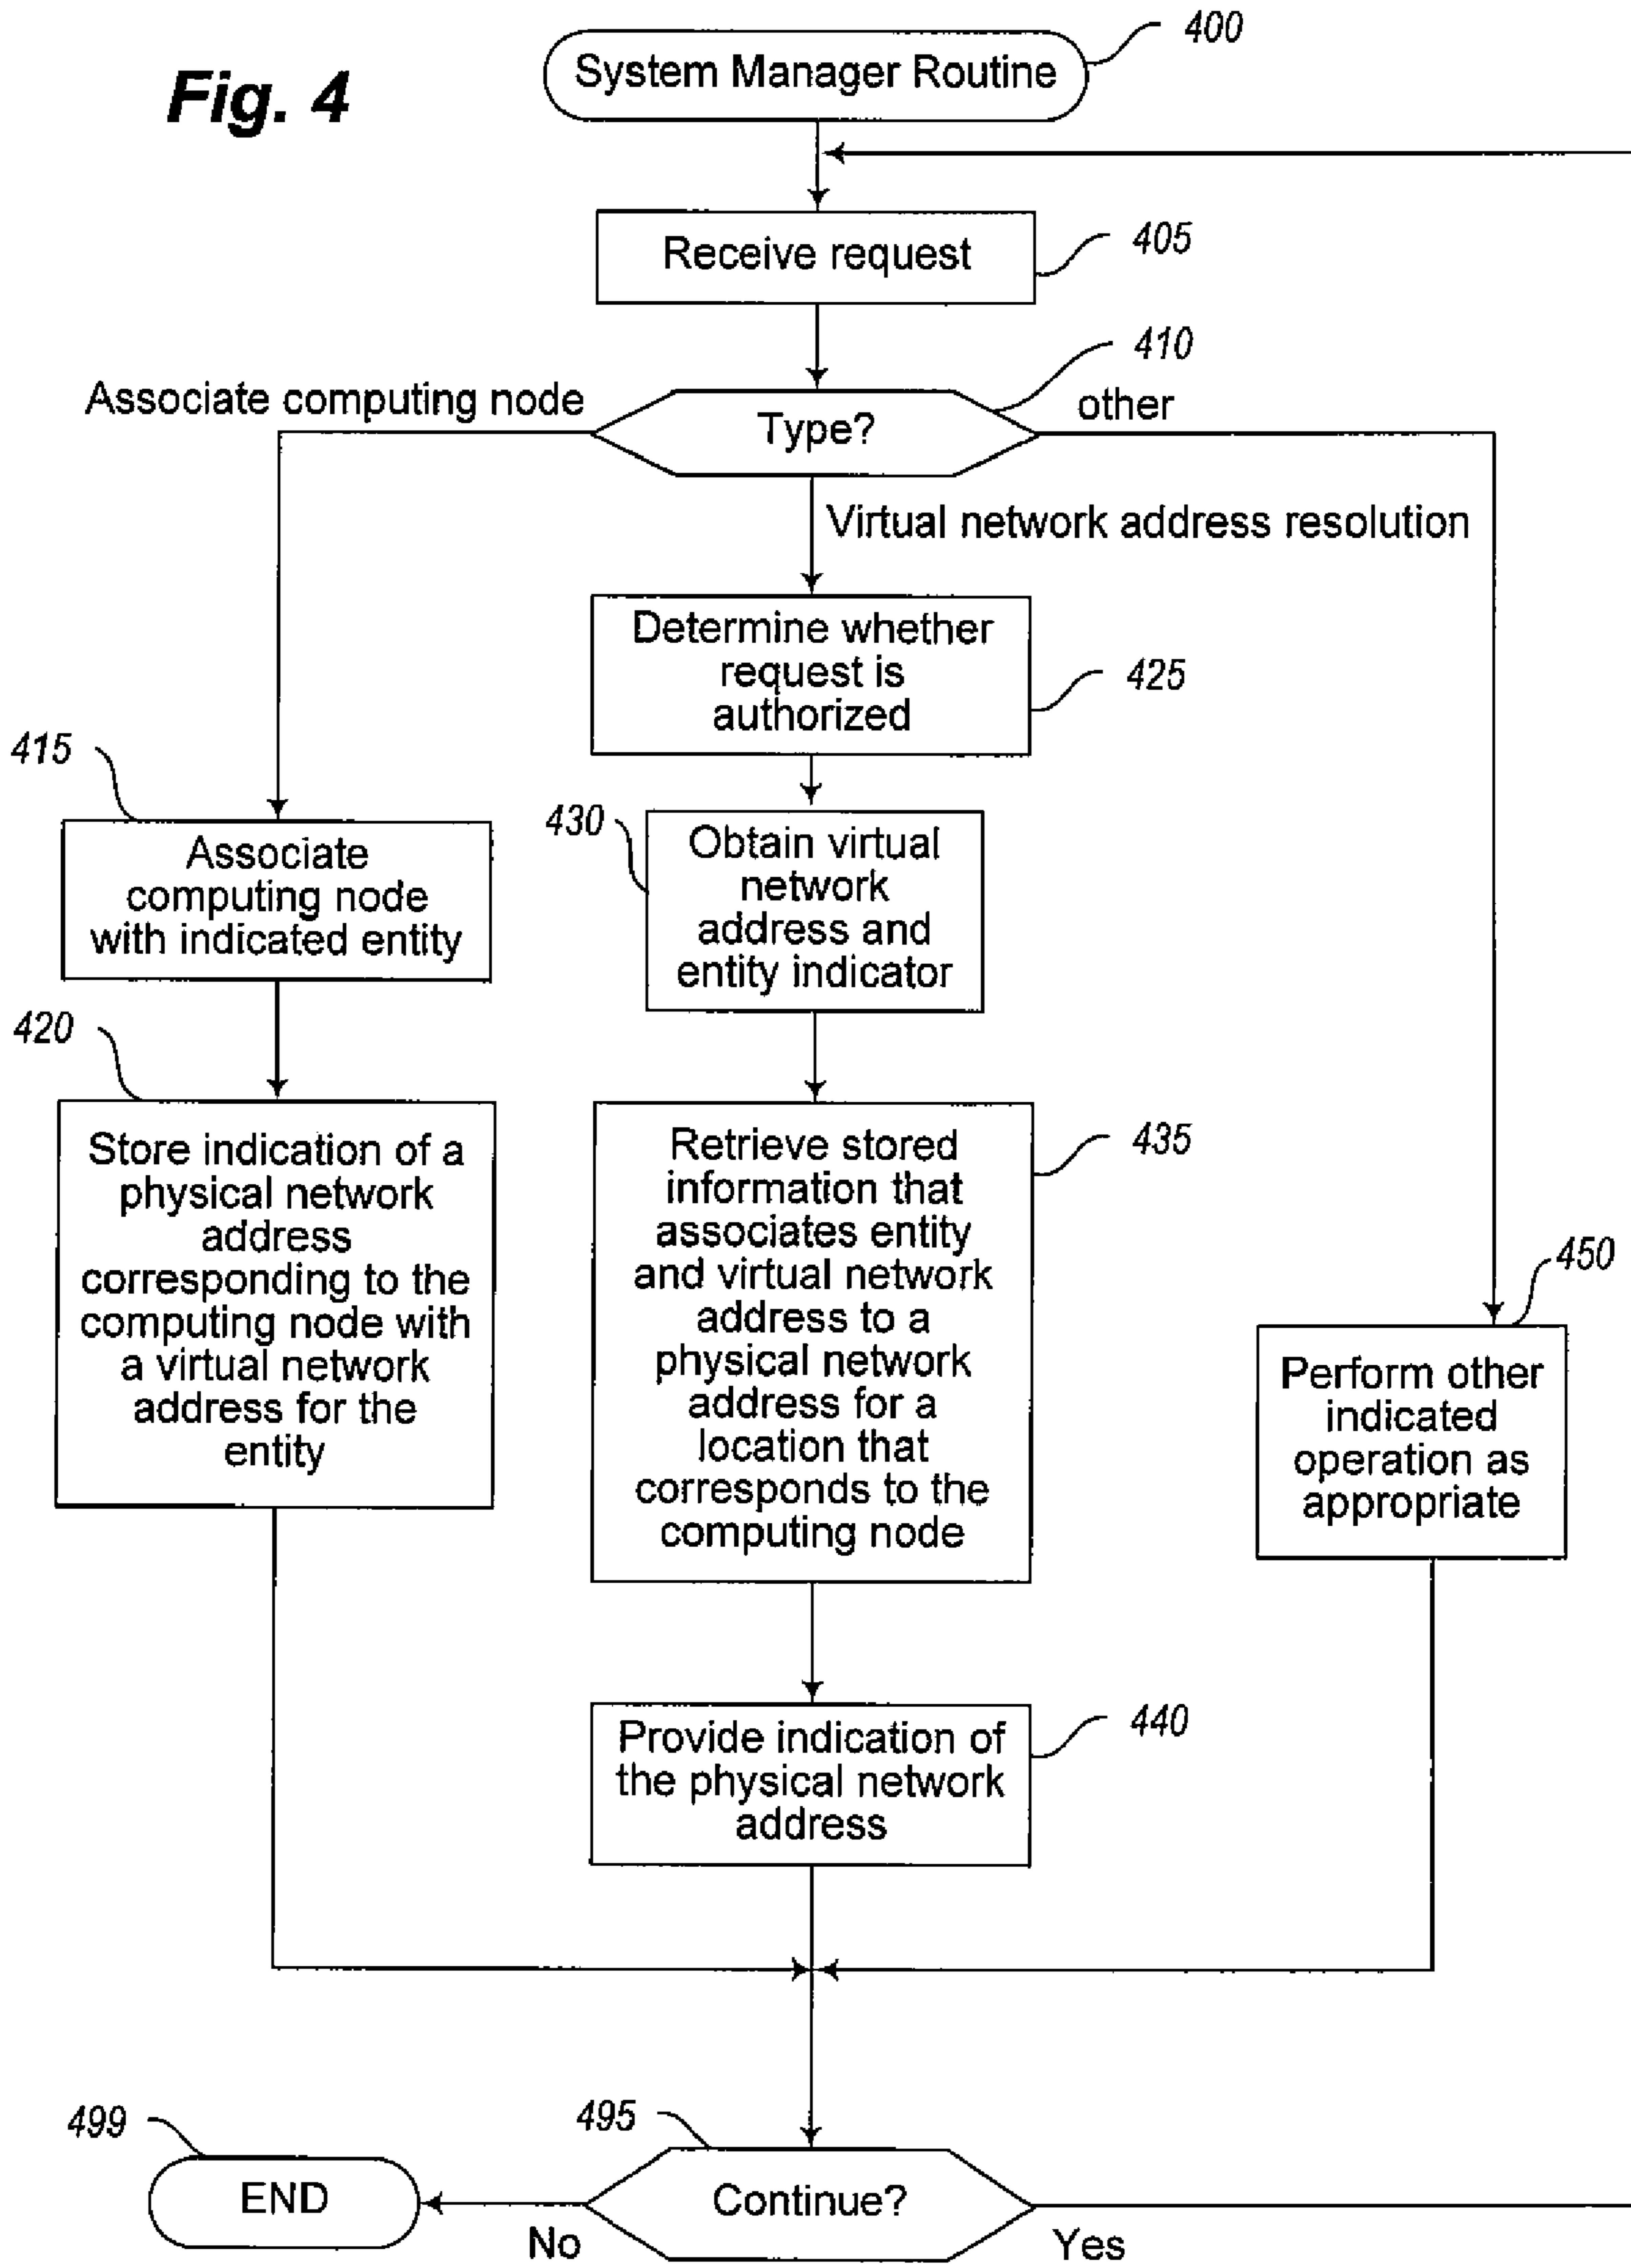 Fig. 4
System Manager Routine
400
Receive request
405
410
Associate computing node
Type?
other
Virtual network address resolution
Determine whether
request is
authorized
425
415
Associate
computing node
with indicated entity
430
Obtain virtual
network
address and
entity indicator
420
Store indication of a
physical network
address
corresponding to the
computing node with
a virtual network
address for the
entity
Retrieve stored
information that
associates entity
and virtual network
address to a
physical network
address for a
location that
corresponds to the
computing node
435
450
Perform other
indicated
operation as
appropriate
Provide indication of
the physical network
address
440
499
END
495
Continue?
No
Yes